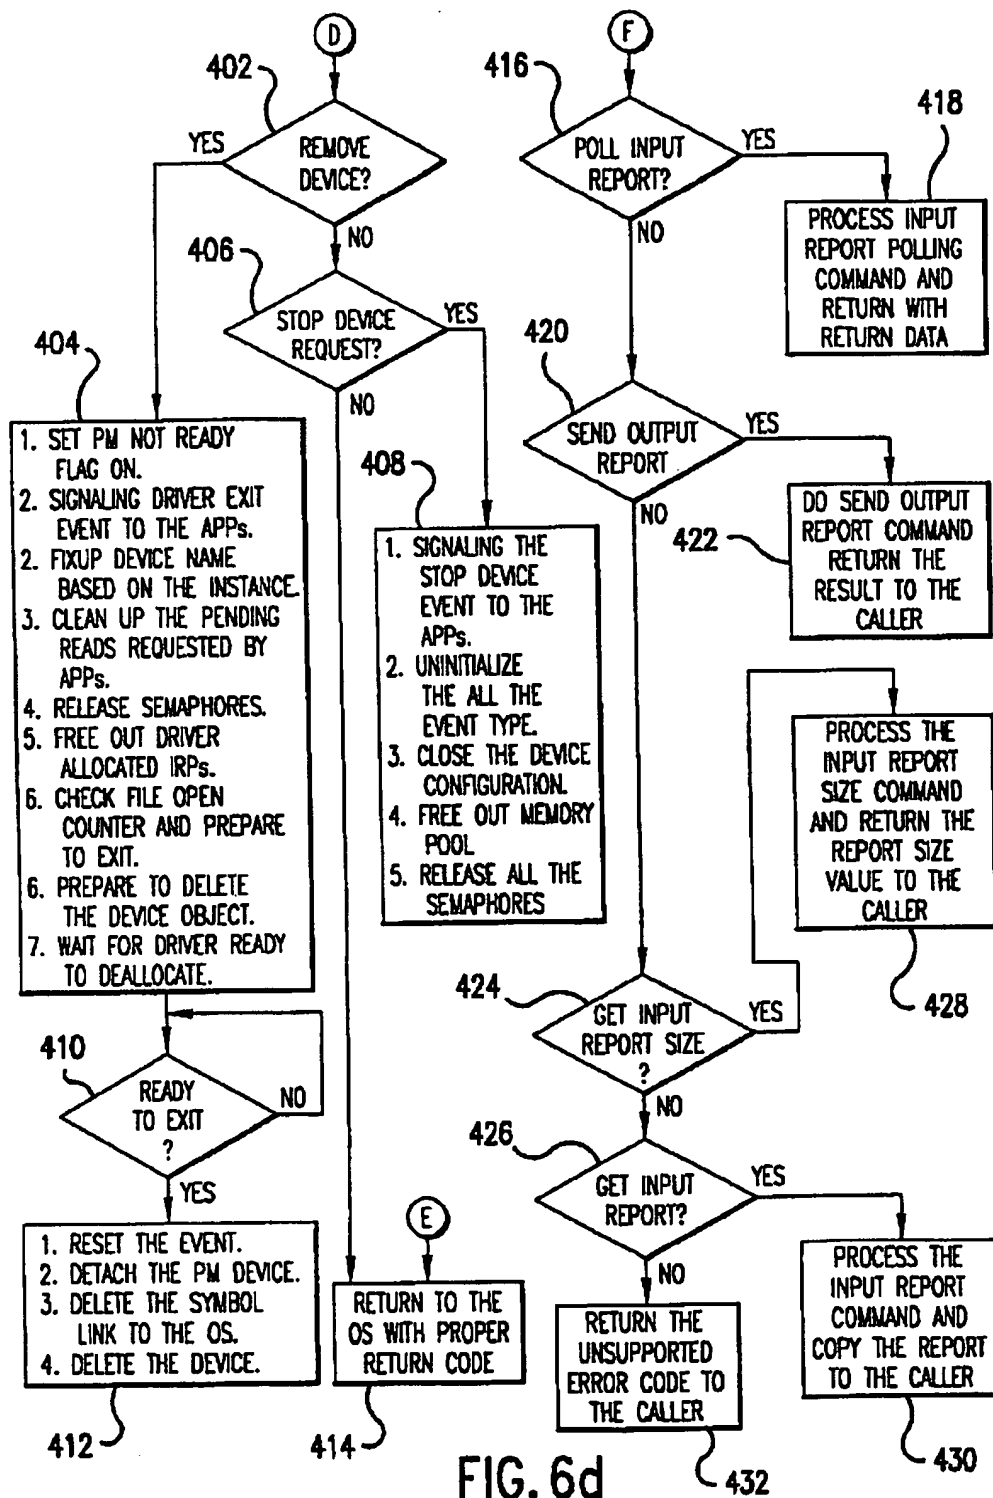 D
402
REMOVE
DEVICE?
YES
NO
406
STOP DEVICE
REQUEST?
YES
NO
404
1. SET PM NOT READY
FLAG ON.
2. SIGNALING DRIVER EXIT
EVENT TO THE APPs.
2. FIXUP DEVICE NAME
BASED ON THE INSTANCE.
3. CLEAN UP THE PENDING
READS REQUESTED BY
APPs.
4. RELEASE SEMAPHORES.
5. FREE OUT DRIVER
ALLOCATED IRPs.
6. CHECK FILE OPEN
COUNTER AND PREPARE
TO EXIT.
6. PREPARE TO DELETE
THE DEVICE OBJECT.
7. WAIT FOR DRIVER READY
TO DEALLOCATE.
408
1. SIGNALING THE
STOP DEVICE
EVENT TO THE
APPs.
2. UNINITIALIZE
THE ALL THE
EVENT TYPE.
3. CLOSE THE DEVICE
CONFIGURATION.
4. FREE OUT MEMORY
POOL
5. RELEASE ALL THE
SEMAPHORES
410
READY
TO EXIT
?
NO
YES
1. RESET THE EVENT.
2. DETACH THE PM DEVICE.
3. DELETE THE SYMBOL
LINK TO THE OS.
4. DELETE THE DEVICE.
412
E
RETURN TO THE
OS WITH PROPER
RETURN CODE
414
F
416
POLL INPUT
REPORT?
YES
NO
418
PROCESS INPUT
REPORT POLLING
COMMAND AND
RETURN WITH
RETURN DATA
420
SEND OUTPUT
REPORT
YES
NO
422
DO SEND OUTPUT
REPORT COMMAND
RETURN THE
RESULT TO THE
CALLER
424
GET INPUT
REPORT SIZE
?
YES
NO
PROCESS THE
INPUT REPORT
SIZE COMMAND
AND RETURN THE
REPORT SIZE
VALUE TO THE
CALLER
428
426
GET INPUT
REPORT?
YES
NO
PROCESS THE
INPUT REPORT
COMMAND AND
COPY THE REPORT
TO THE CALLER
430
RETURN THE
UNSUPPORTED
ERROR CODE TO
THE CALLER
432
FIG. 6d